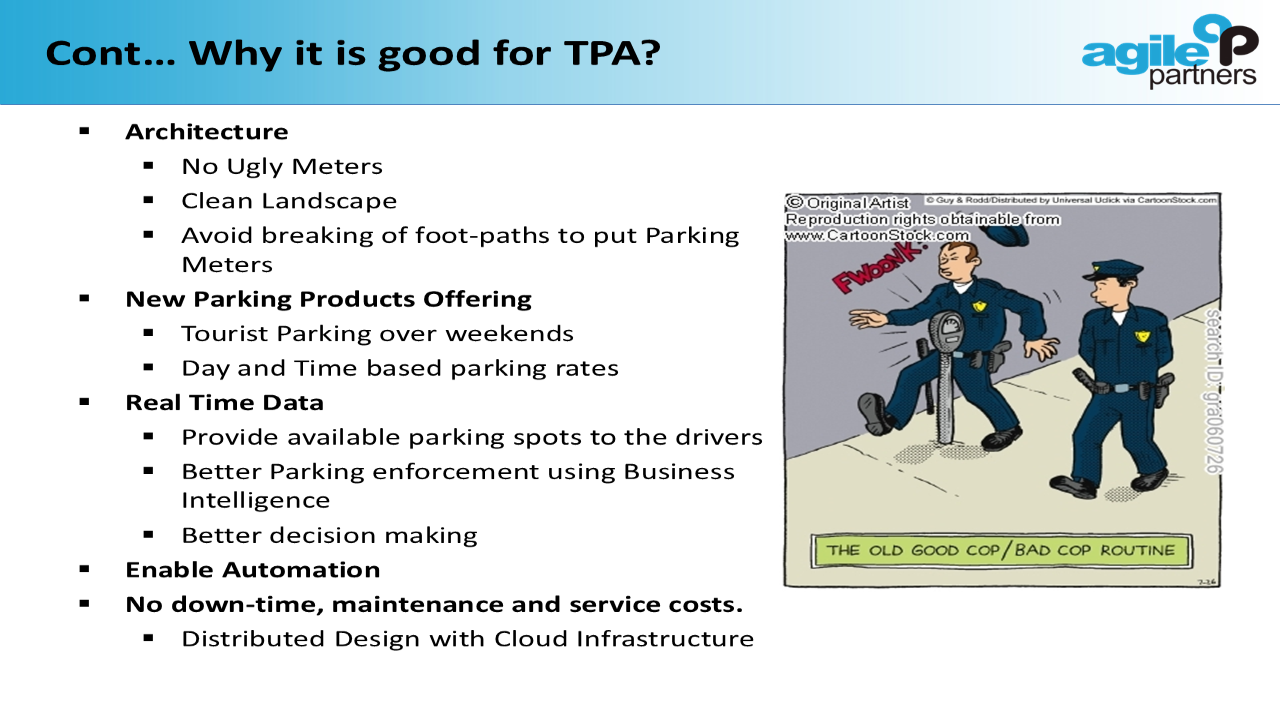 Cont... Why it is good for TPA?
agile
partners
▪ Architecture
▪ No Ugly Meters
▪ Clean Landscape
▪ Avoid breaking of foot-paths to put Parking
Meters
▪ New Parking Products Offering
▪ Tourist Parking over weekends
▪ Day and Time based parking rates
▪ Real Time Data
▪ Provide available parking spots to the drivers
▪ Better Parking enforcement using Business
Intelligence
▪ Better decision making
▪ Enable Automation
▪ No down-time, maintenance and service costs.
▪ Distributed Design with Cloud Infrastructure
© Original Artist
© Guy & Rodd/Distributed by Universal Uclick via CartoonStock.com
Reproduction rights obtainable from
www.CartoonStock.com
FWOONK!
search ID: gra060726
THE OLD GOOD COP/BAD COP ROUTINE
7-26